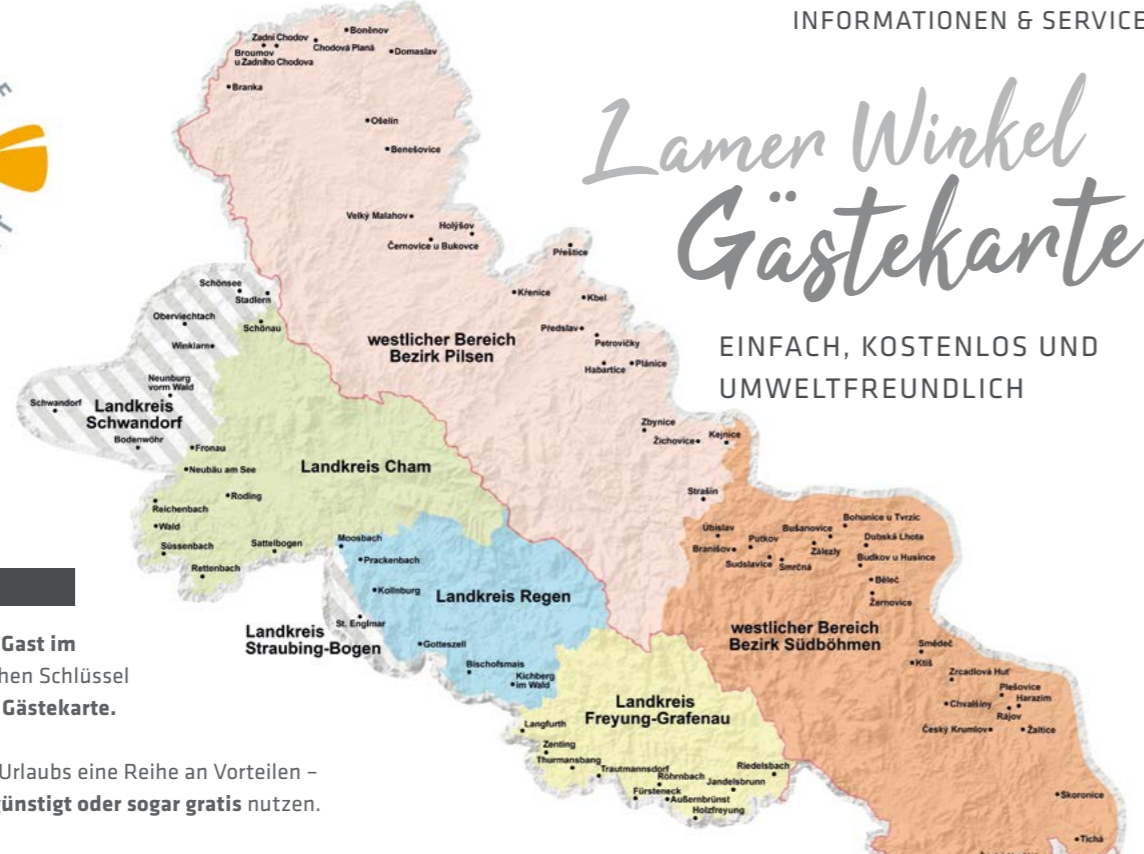 INFORMATIONEN & SERVICE
Lamer Winkel
Gästekarte
EINFACH, KOSTENLOS UND
UMWELTFREUNDLICH
Boněnov
Zadní Chodov
Chodová Planá
Domaslav
Broumov
u Zadního Chodova
Branka
Ošelín
Benešovice
Velký Malahov
Holýšov
Černovice u Bukovce
Přeštice
Křenice
Kbel
Předslav
Petrovičky
Habartice
Plánice
westlicher Bereich
Bezirk Pilsen
Schönsee
Stadlern
Oberviechtach
Schönau
Winklarn
Neunburg
vorm Wald
Schwandorf
Landkreis
Schwandorf
Bodenwöhr
Fronau
Neubäu am See
Landkreis Cham
Roding
Reichenbach
Wald
Süssenbach
Sattelbogen
Rettenbach
Zbynice
Žichovice
Kejnice
Strašín
Moosbach
Prackenbach
Kollnburg
Landkreis Regen
St. Englmar
Landkreis
Straubing-Bogen
Gotteszell
Bischofsmais
Kichberg
im Wald
Úbislav
Branišov
Putkov
Sudslavice
Smrčná
Bušanovice
Zálezly
Bohunice u Tvrzic
Dubská Lhota
Budkov u Husince
Běleč
Žernovice
westlicher Bereich
Bezirk Südböhmen
Smědeč
Ktiš
Zrcadlová Huť
Plešovice
Harazim
Chvalšiny
Rájov
Český Krumlov
Žaltice
Skoronice
Tichá
Landkreis
Freyung-Grafenau
Langfurth
Zenting
Thurmansbang
Trautmannsdorf
Röhrnbach
Riedelsbach
Jandelsbrunn
Fürsteneck
Außernbrünst
Holzfreyung
Gast im
hen Schlüssel
Gästekarte.
Urlaubs eine Reihe an Vorteilen –
günstigt oder sogar gratis nutzen.